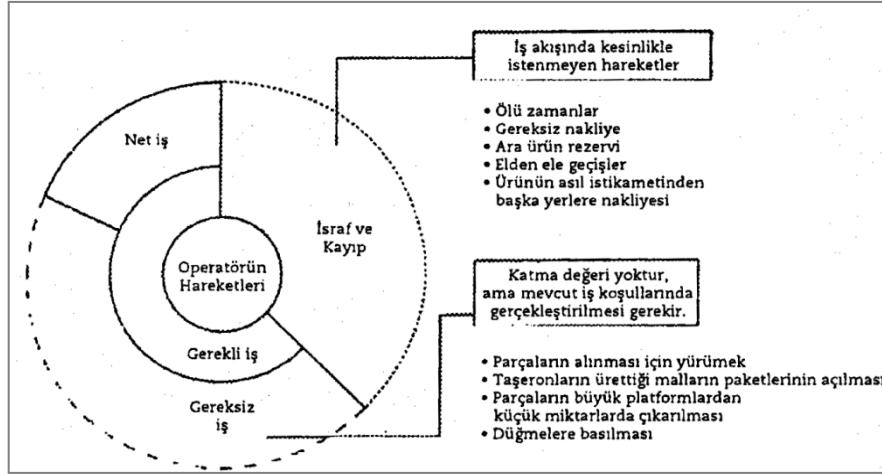 İş akışında kesinlikle
istenmeyen hareketler
• Ölü zamanlar
• Gereksiz nakliye
• Ara ürün rezervi
• Elden ele geçişler
• Ürünün asıl istikametinden
başka yerlere nakliyesi
Net iş
İsraf ve
Kayıp
Operatörün
Hareketleri
Gerekli iş
Gereksiz
iş
Katma değeri yoktur,
ama mevcut iş koşullarında
gerçekleştirilmesi gerekir.
• Parçaların alınması için yürümek
• Taşeronların ürettiği malların paketlerinin açılması
• Parçaların büyük platformlardan
küçük miktarlarda çıkarılması
• Düğmelere basılması